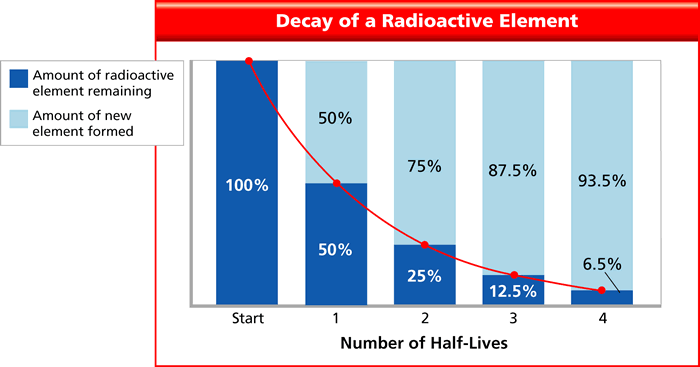 Decay of a Radioactive Element
Amount of radioactive
element remaining
Amount of new
element formed
100%
50%
50%
75%
25%
87.5%
12.5%
93.5%
6.5%
Start
1
2
3
4
Number of Half-Lives